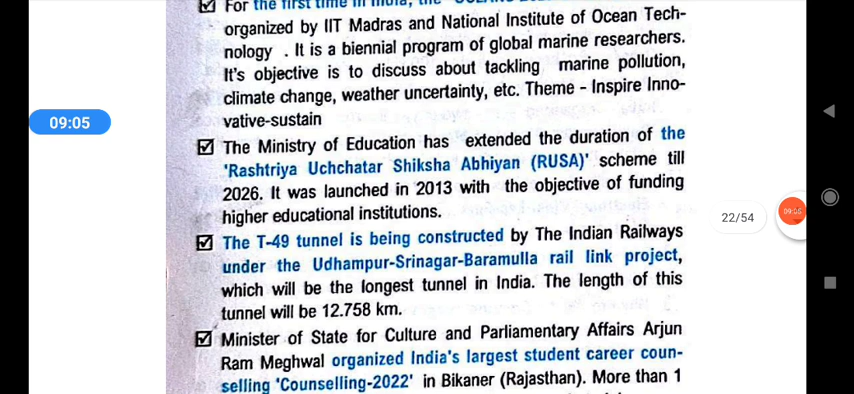 For the first time in India, the
organized by IIT Madras and National Institute of Ocean Tech-
nology . It is a biennial program of global marine researchers.
It's objective is to discuss about tackling marine pollution,
climate change, weather uncertainty, etc. Theme - Inspire Inno-
vative-sustain
The Ministry of Education has extended the duration of the
'Rashtriya Uchchatar Shiksha Abhiyan (RUSA)' scheme till
2026. It was launched in 2013 with the objective of funding
higher educational institutions.
The T-49 tunnel is being constructed by The Indian Railways
under the Udhampur-Srinagar-Baramulla rail link project,
which will be the longest tunnel in India. The length of this
tunnel will be 12.758 km.
Minister of State for Culture and Parliamentary Affairs Arjun
Ram Meghwal organized India's largest student career coun-
selling 'Counselling-2022' in Bikaner (Rajasthan). More than 1
09:05
22/54
09:05